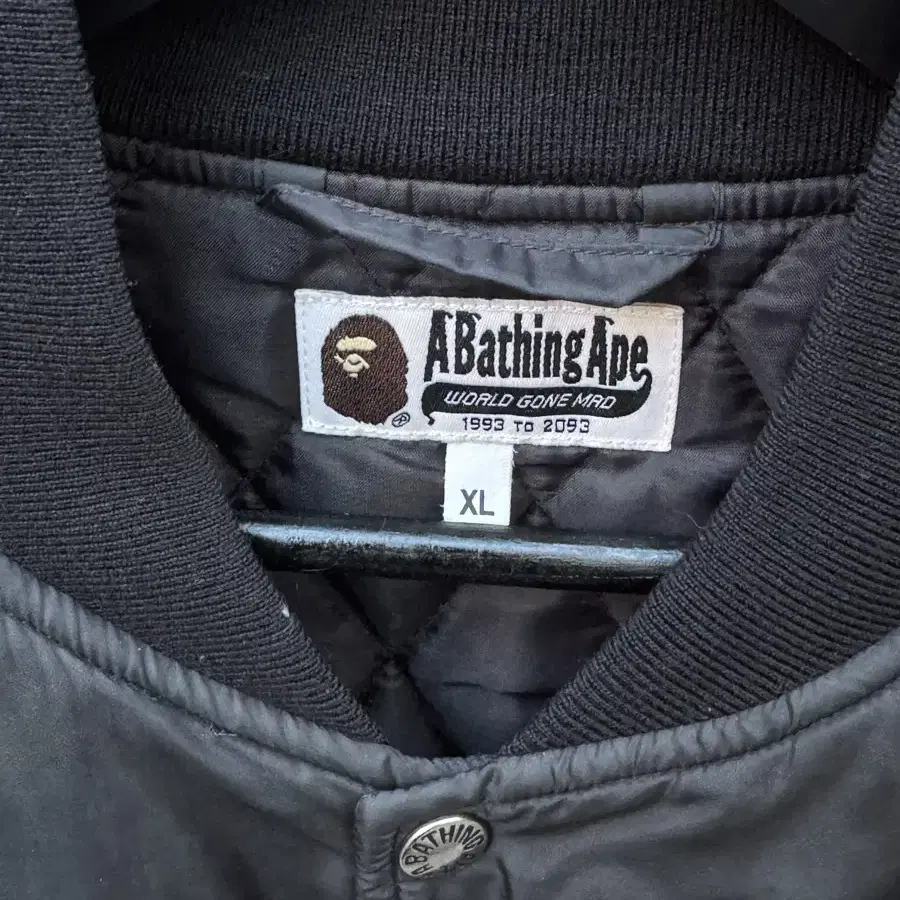 A Bathing Ape
WORLD GONE MAD
1993 TO 2093
XL
A BATHING